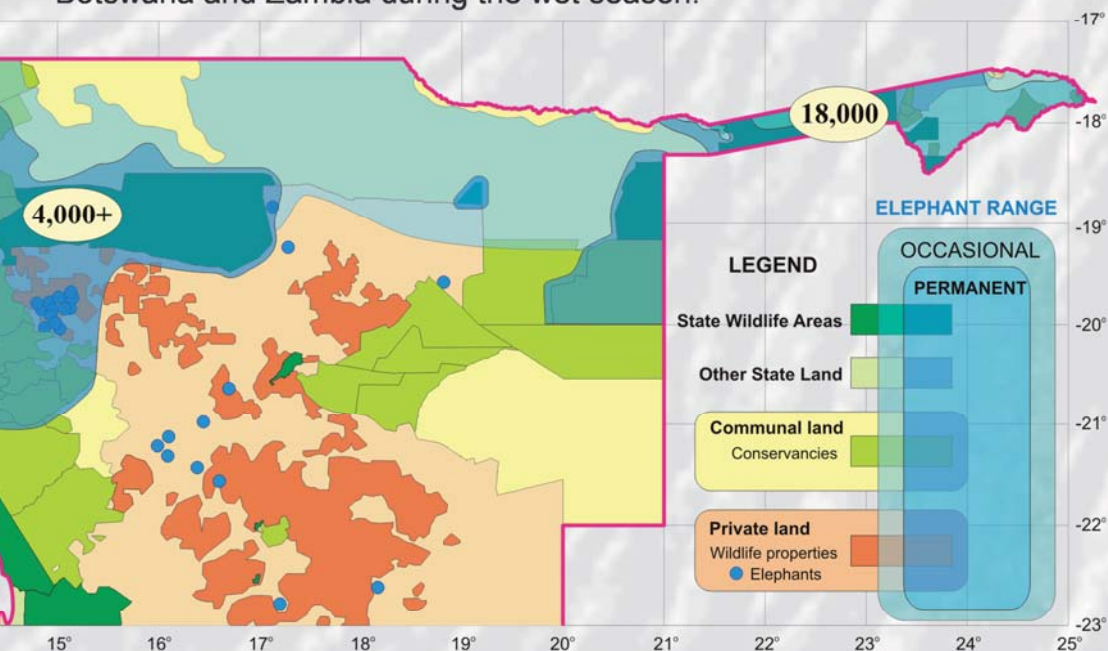 Botswana and Zambia during the wet season.
-17°
18,000
-18°
4,000+
ELEPHANT RANGE
-19°
OCCASIONAL
LEGEND
PERMANENT
State Wildlife Areas
-20°
Other State Land
-21°
Communal land
Conservancies
-22°
Private land
Wildlife properties
Elephants
-23°
15° 16° 17° 18° 19° 20° 21° 22° 23° 24° 25°